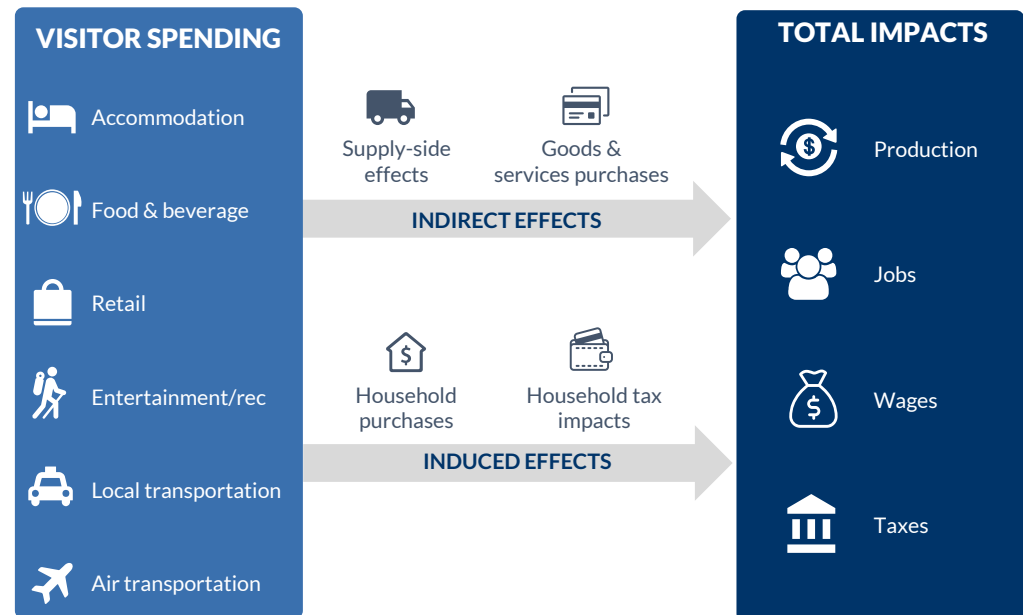 VISITOR SPENDING
Accommodation
Food & beverage
Retail
Entertainment/rec
Local transportation
Air transportation
Supply-side
effects
Goods &
services purchases
INDIRECT EFFECTS
Household
purchases
Household tax
impacts
INDUCED EFFECTS
TOTAL IMPACTS
$
Production
Jobs
$
Wages
Taxes